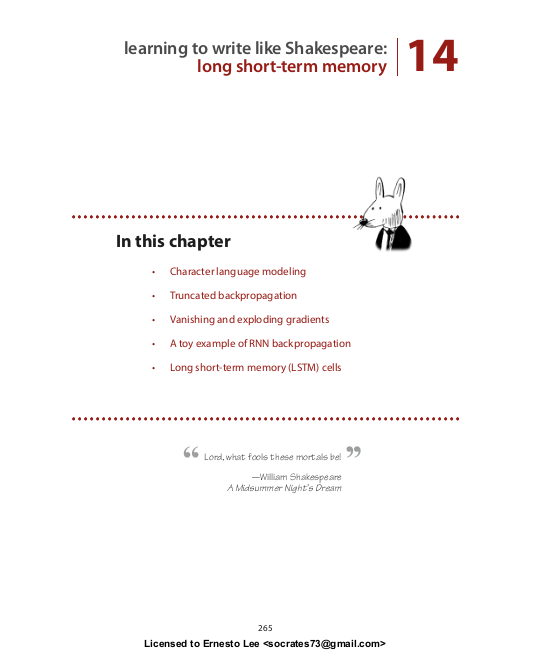 learning to write like Shakespeare:
long short-term memory
14
In this chapter
• Character language modeling
• Truncated backpropagation
• Vanishing and exploding gradients
• A toy example of RNN backpropagation
• Long short-term memory (LSTM) cells
“ Lord, what fools these mortals be! ”
—William Shakespeare
A Midsummer Night's Dream
265
Licensed to Ernesto Lee <socrates73@gmail.com>